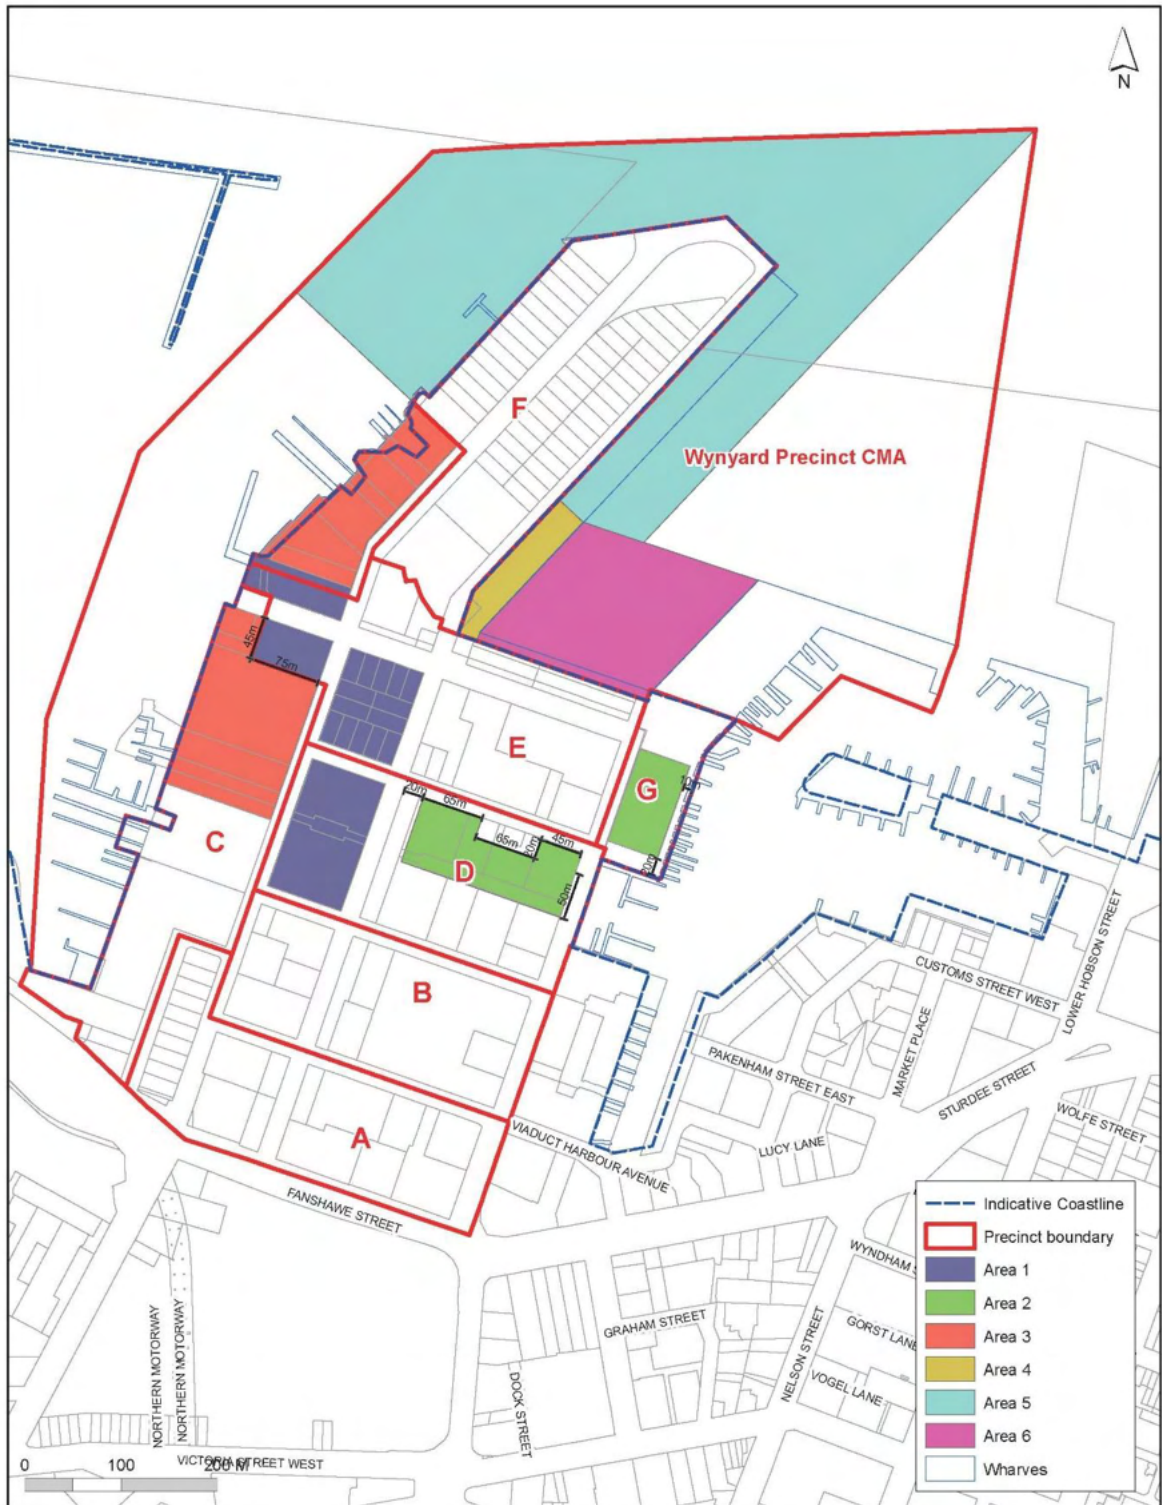 N
F
Wynyard Precinct CMA
45m
75m
E
G
10m
20m
65m
65m
20m
45m
C
D
20m
50m
B
CUSTOMS STREET WEST
LOWER HOBSON STREET
MARKET PLACE
PAKENHAM STREET EAST
STURDEE STREET
WOLFE STREET
A
VIADUCT HARBOUR AVENUE
LUCY LANE
FANSHAWE STREET
WYNDHAM S
NORTHERN MOTORWAY
NORTHERN MOTORWAY
GRAHAM STREET
NELSON STREET
GORST LANE
VOGEL LANE
DOCK STREET
VICTORIA STREET WEST
0 100 200 M
Indicative Coastline
Precinct boundary
Area 1
Area 2
Area 3
Area 4
Area 5
Area 6
Wharves